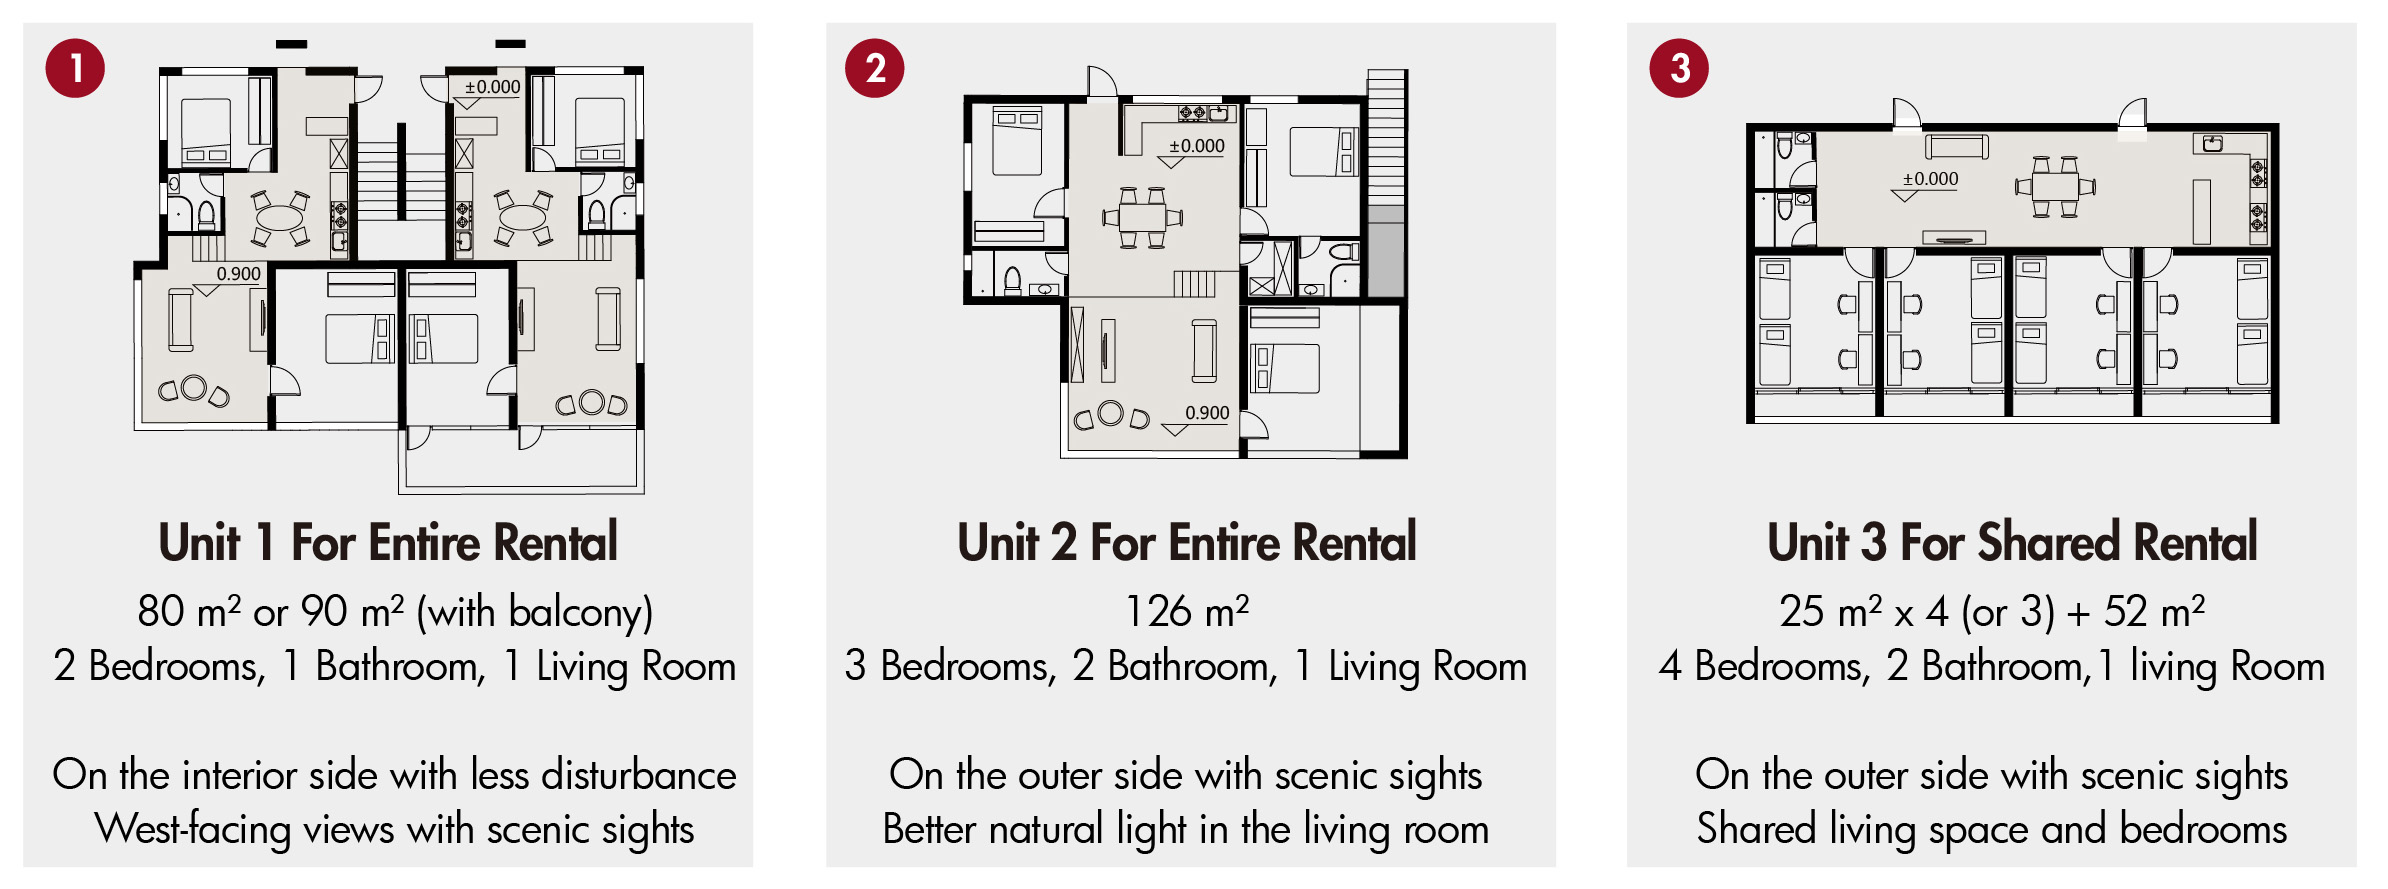 1
±0.000
0.900
Unit 1 For Entire Rental
80 m² or 90 m² (with balcony)
2 Bedrooms, 1 Bathroom, 1 Living Room
On the interior side with less disturbance
West-facing views with scenic sights
2
±0.000
0.900
Unit 2 For Entire Rental
126 m²
3 Bedrooms, 2 Bathroom, 1 Living Room
On the outer side with scenic sights
Better natural light in the living room
3
±0.000
Unit 3 For Shared Rental
25 m² x 4 (or 3) + 52 m²
4 Bedrooms, 2 Bathroom,1 living Room
On the outer side with scenic sights
Shared living space and bedrooms